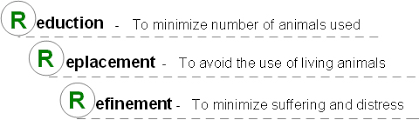 Reduction - To minimize number of animals used
Replacement - To avoid the use of living animals
Refinement - To minimize suffering and distress